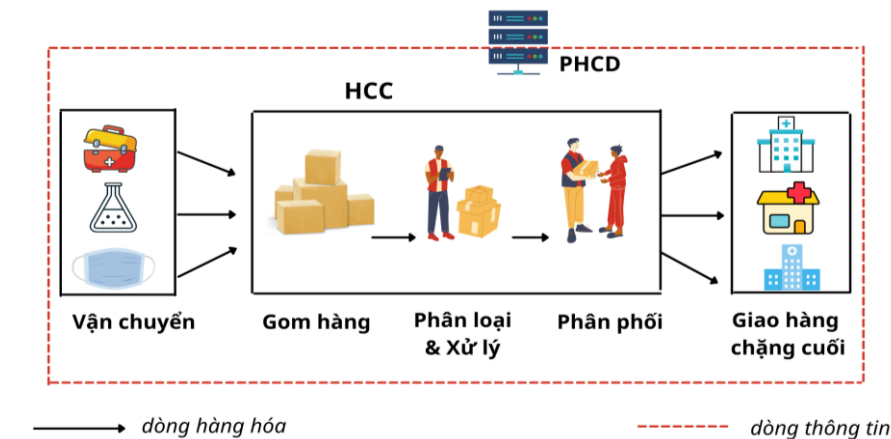 PHCD
HCC
Vận chuyển
Gom hàng
Phân loại
& Xử lý
Phân phối
Giao hàng
chặng cuối
dòng hàng hóa
dòng thông tin